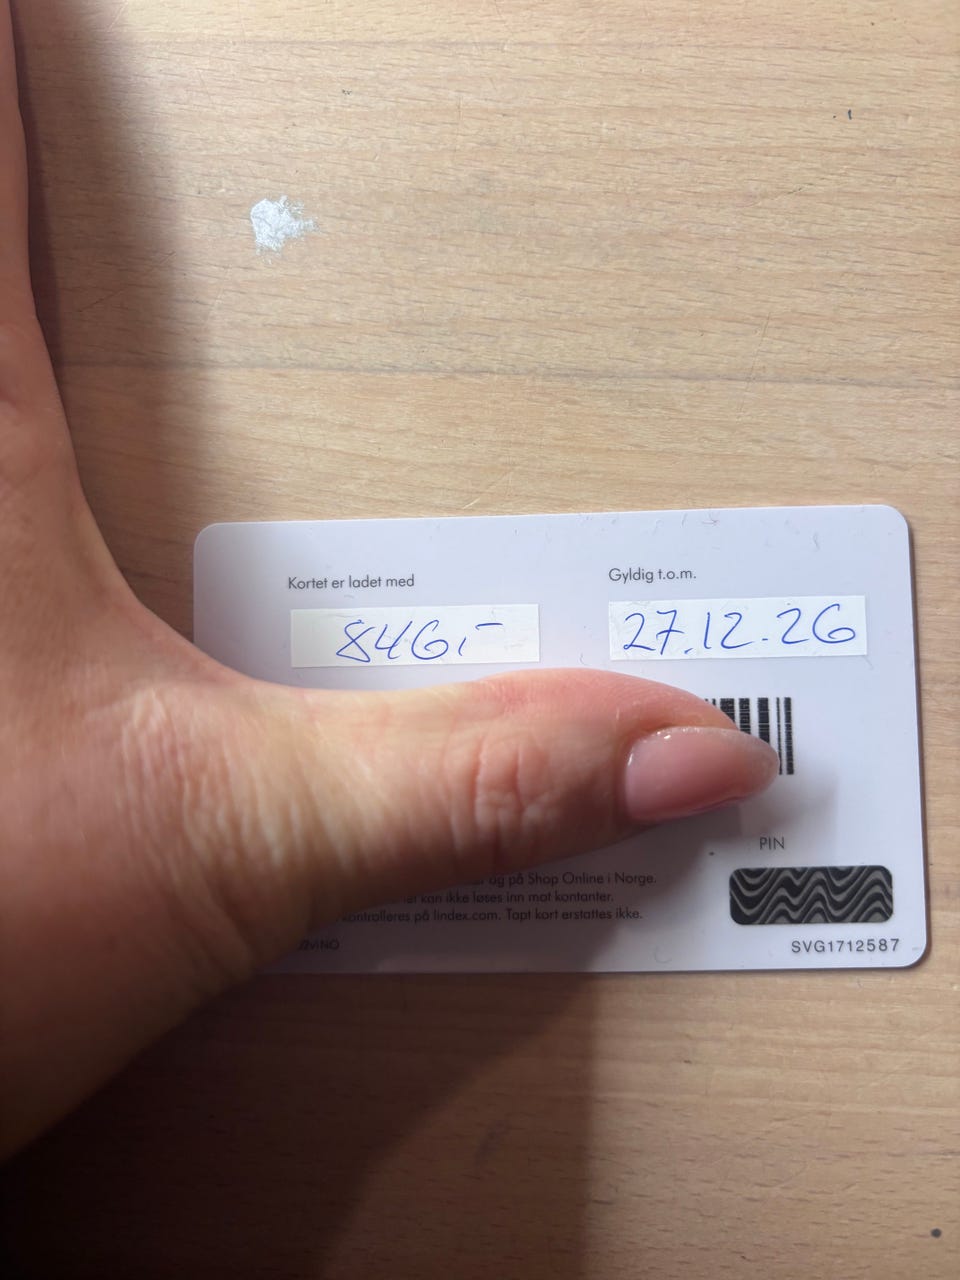 Kortet er ladet med
Gyldig t.o.m.
846,-
27.12.26
PIN
og på Shop Online i Norge.
kan ikke løses inn mot kontanter.
kontrolleres på lindex.com. Tapt kort erstattes ikke.
SVG1712587